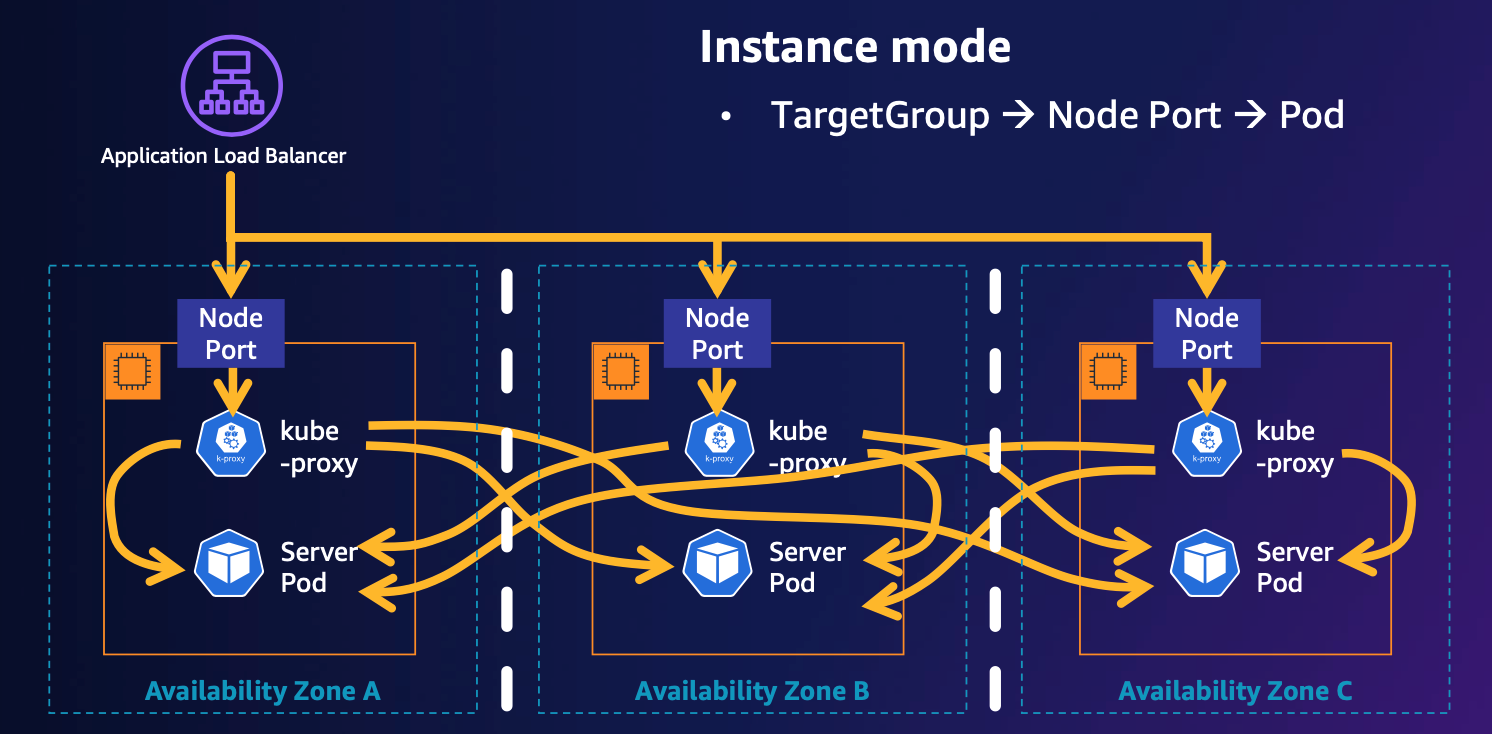 Instance mode
• TargetGroup → Node Port → Pod
Application Load Balancer
Node
Port
Node
Port
Node
Port
k-proxy
kube
-proxy
k-proxy
kube
-proxy
k-proxy
kube
-proxy
Server
Pod
Server
Pod
Server
Pod
Availability Zone A
Availability Zone B
Availability Zone C